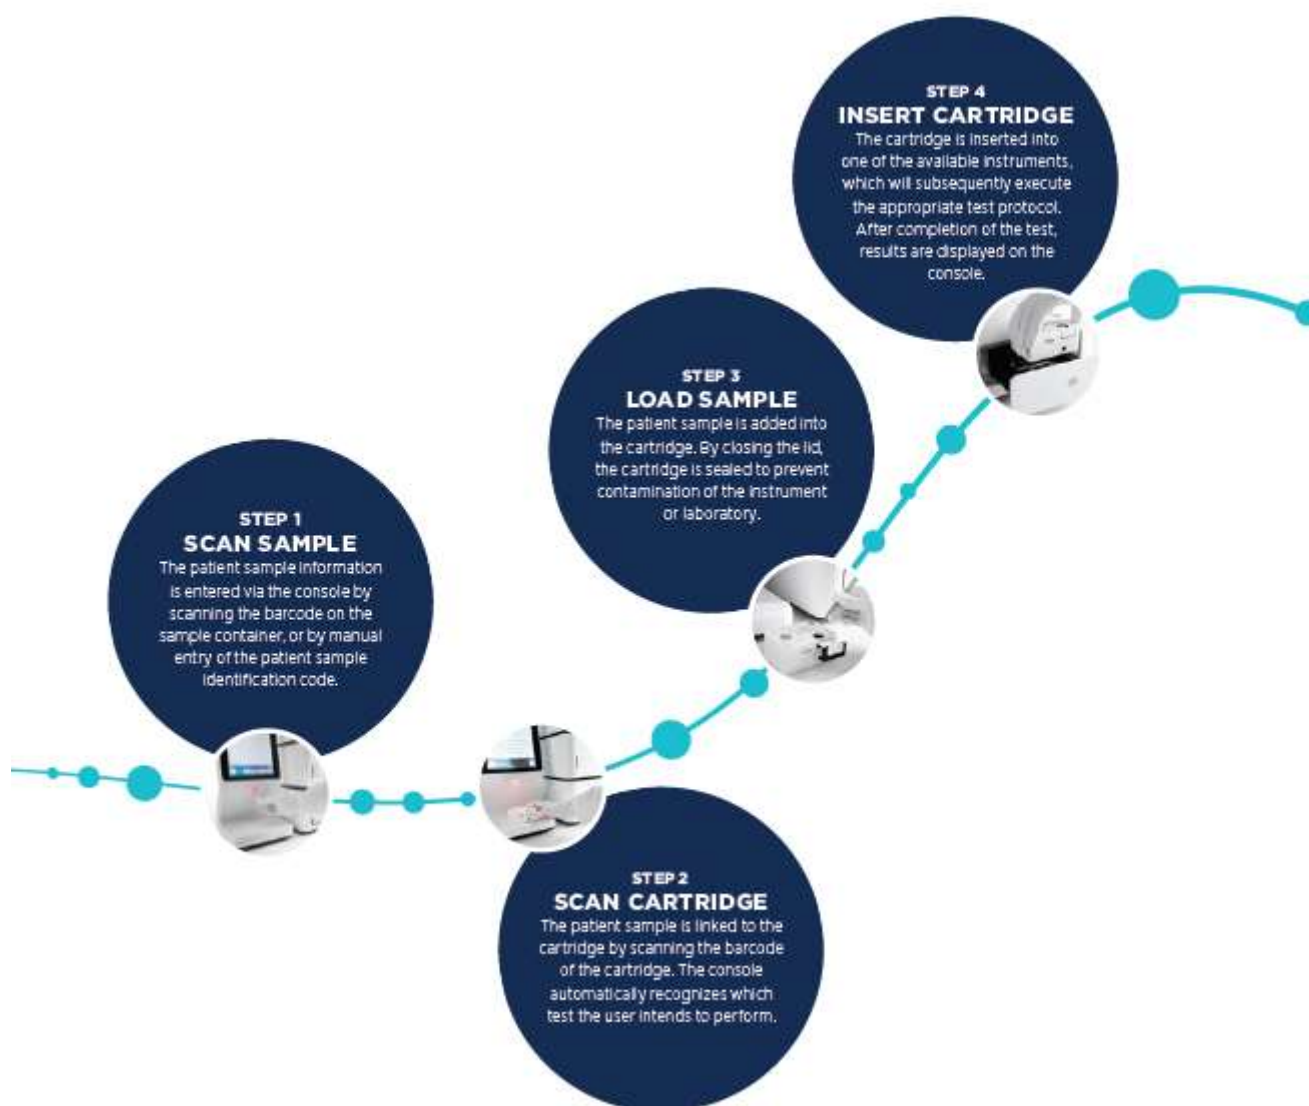 STEP 1
SCAN SAMPLE
The patient sample information
is entered via the console by
scanning the barcode on the
sample container, or by manual
entry of the patient sample
identification code.
STEP 2
SCAN CARTRIDGE
The patient sample is linked to the
cartridge by scanning the barcode
of the cartridge. The console
automatically recognizes which
test the user intends to perform.
STEP 3
LOAD SAMPLE
The patient sample is added into
the cartridge. By closing the lid,
the cartridge is sealed to prevent
contamination of the instrument
or laboratory.
STEP 4
INSERT CARTRIDGE
The cartridge is inserted into
one of the available instruments,
which will subsequently execute
the appropriate test protocol.
After completion of the test,
results are displayed on the
console.